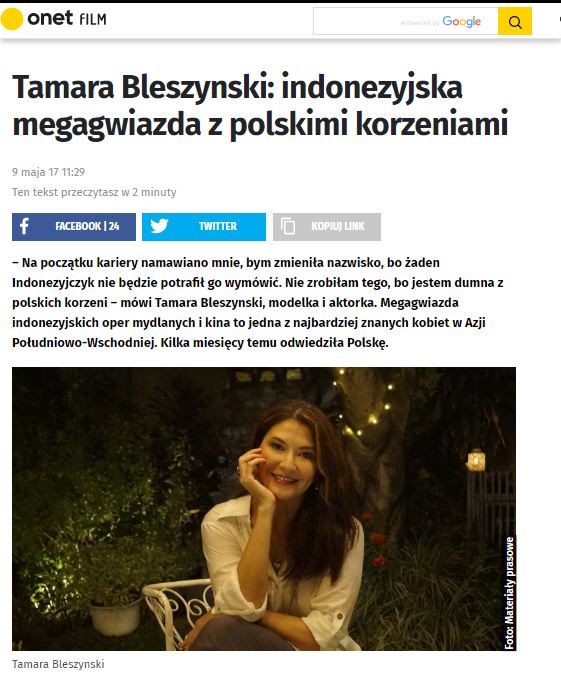 onet FILM
enhanced by Google
Tamara Bleszynski: indonezyjska
megagwiazda z polskimi korzeniami
9 maja 17 11:29
Ten tekst przeczytasz w 2 minuty
FACEBOOK | 24
TWITTER
KOPIUJ LINK
– Na początku kariery namawiano mnie, bym zmieniła nazwisko, bo żaden
Indonezyjczyk nie będzie potrafił go wymówić. Nie zrobiłam tego, bo jestem dumna z
polskich korzeni – mówi Tamara Bleszynski, modelka i aktorka. Megagwiazda
indonezyjskich oper mydlanych i kina to jedna z najbardziej znanych kobiet w Azji
Południowo-Wschodniej. Kilka miesięcy temu odwiedziła Polskę.
Foto: Materiały prasowe
Tamara Bleszynski